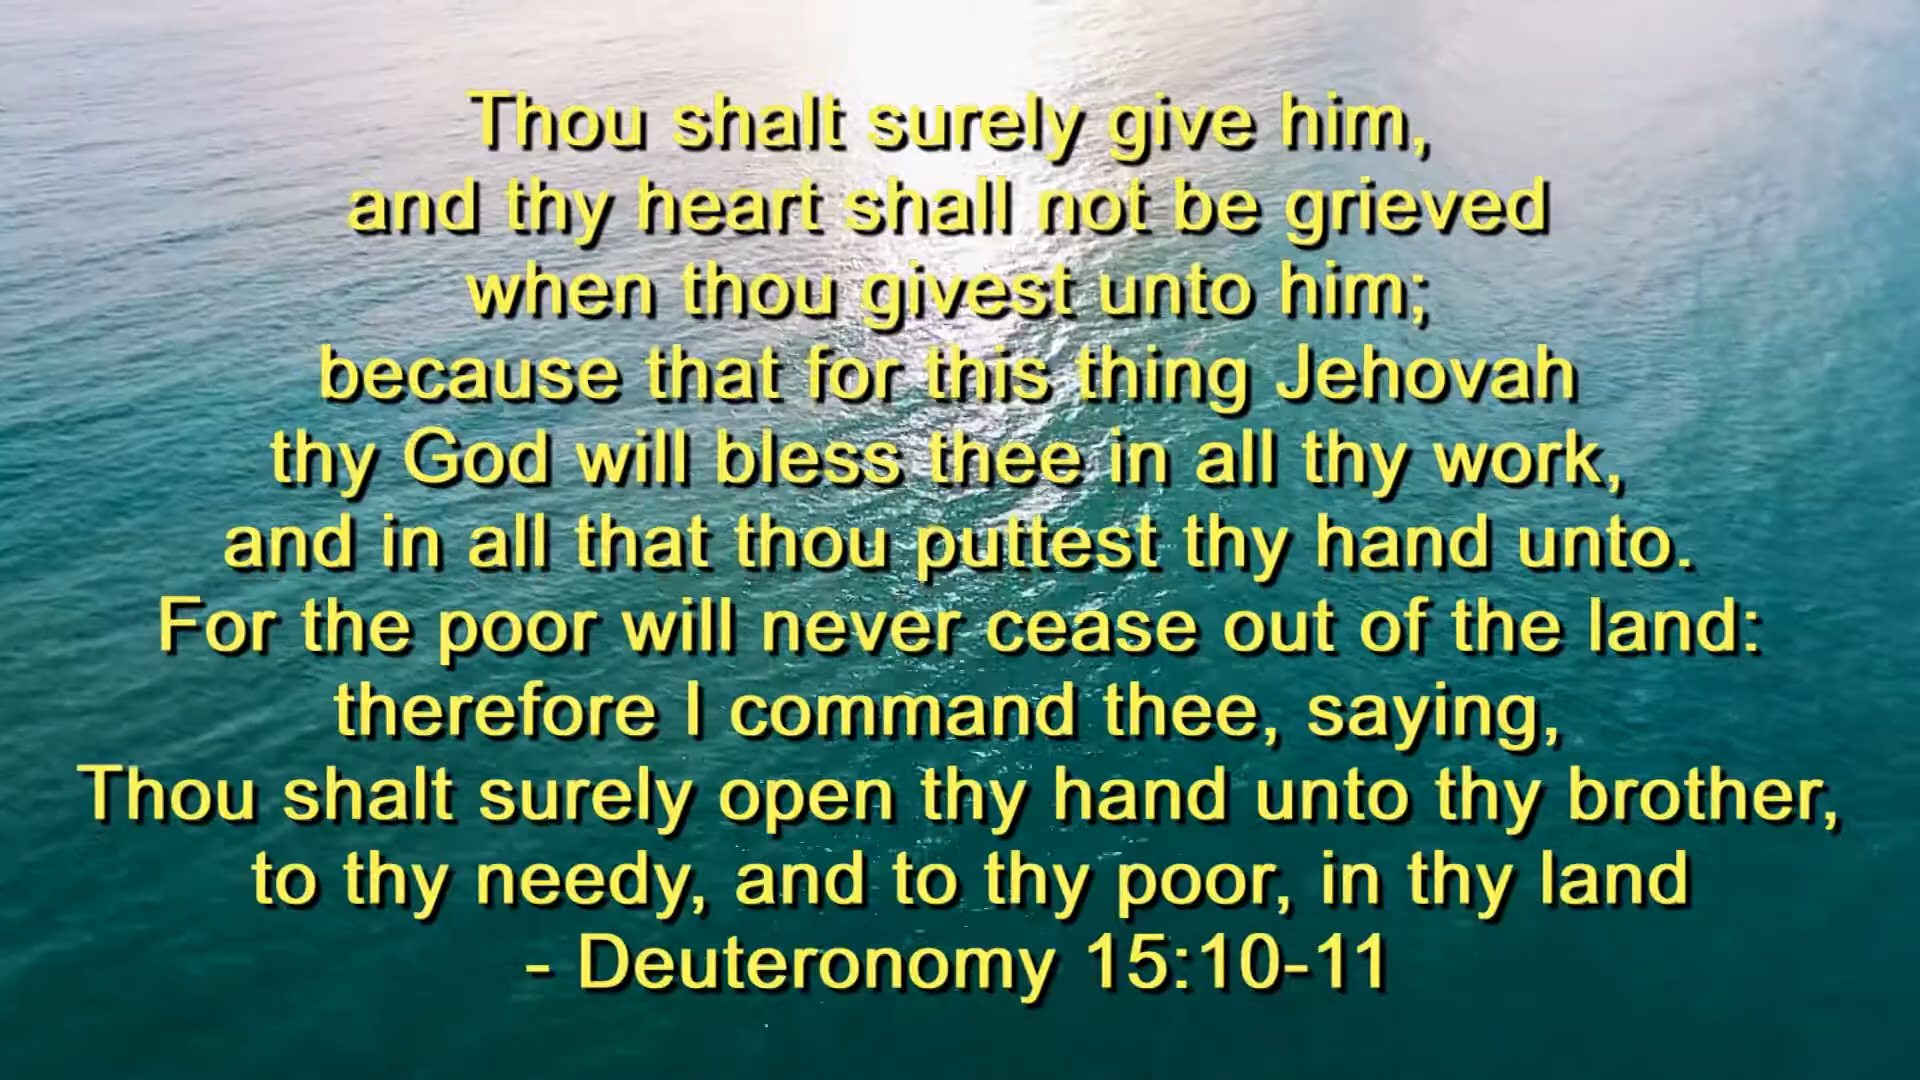 Thou shalt surely give him,
and thy heart shall not be grieved
when thou givest unto him;
because that for this thing Jehovah
thy God will bless thee in all thy work,
and in all that thou puttest thy hand unto.
For the poor will never cease out of the land:
therefore I command thee, saying,
Thou shalt surely open thy hand unto thy brother,
to thy needy, and to thy poor, in thy land
- Deuteronomy 15:10-11